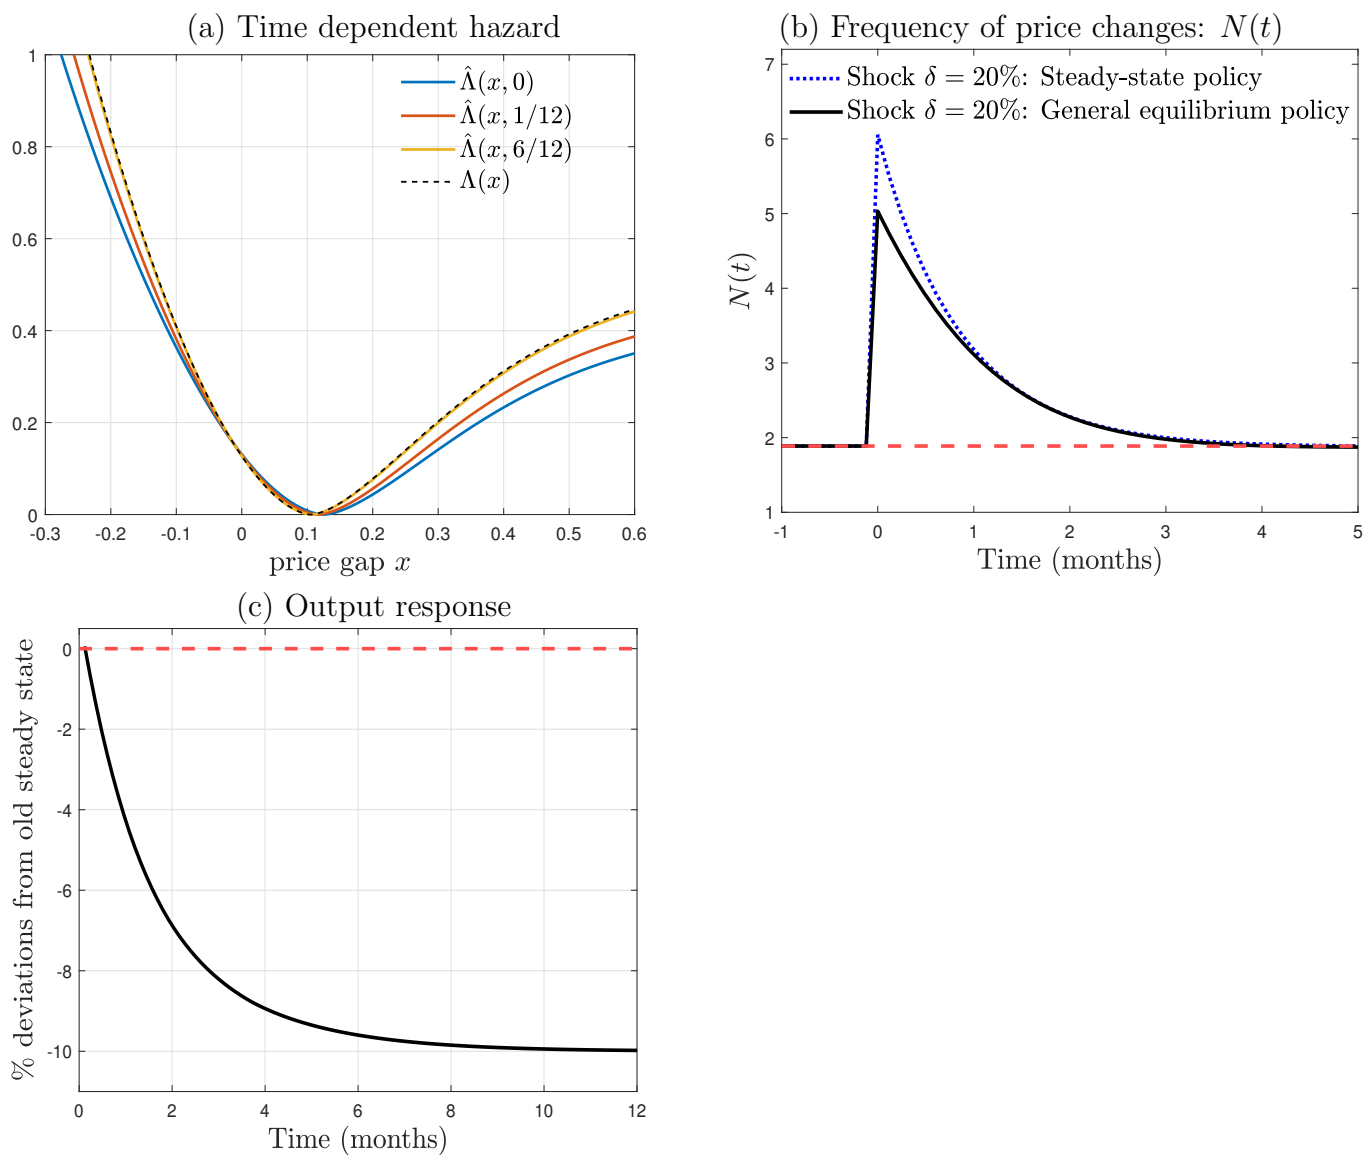 (a) Time dependent hazard
1
0.8
0.6
0.4
0.2
0
-0.3 -0.2 -0.1 0 0.1 0.2 0.3 0.4 0.5 0.6
price gap x
Λ̂(x, 0)
Λ̂(x, 1/12)
Λ̂(x, 6/12)
Λ(x)
(b) Frequency of price changes: N(t)
Shock δ = 20%: Steady-state policy
Shock δ = 20%: General equilibrium policy
N(t)
7
6
5
4
3
2
1
-1 0 1 2 3 4 5
Time (months)
(c) Output response
% deviations from old steady state
0
-2
-4
-6
-8
-10
0 2 4 6 8 10 12
Time (months)